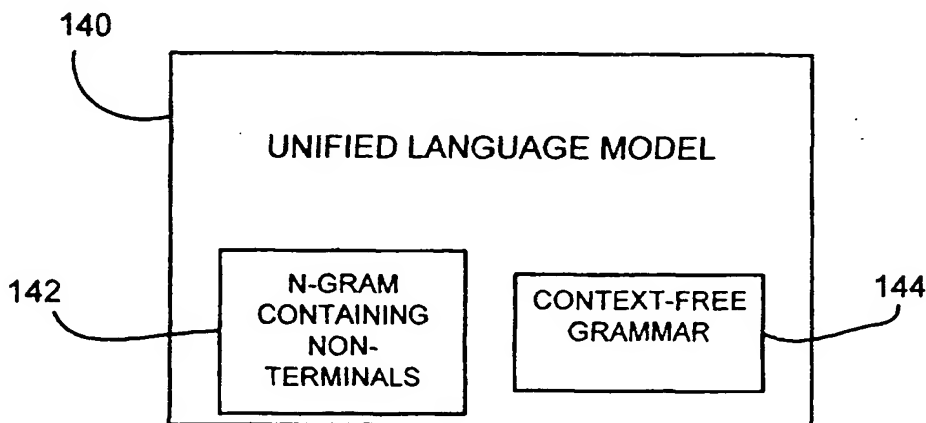 140
UNIFIED LANGUAGE MODEL
142
N-GRAM
CONTAINING
NON-
TERMINALS
CONTEXT-FREE
GRAMMAR
144